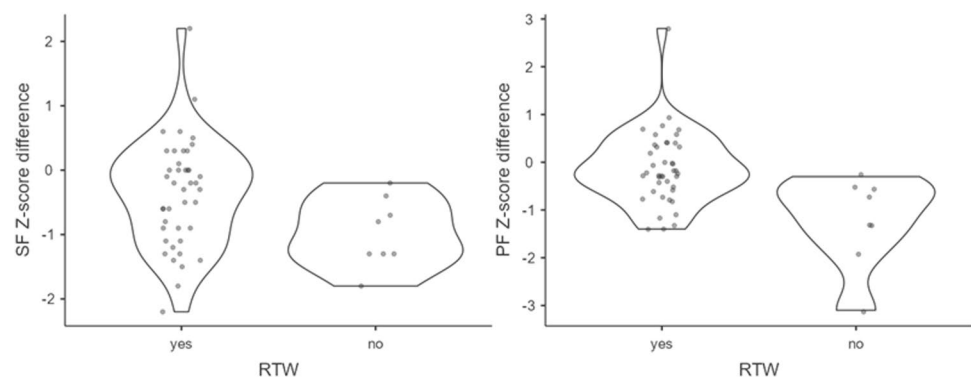 SF Z-score difference
2
1
0
-1
-2
yes
no
RTW
PF Z-score difference
3
2
1
0
-1
-2
-3
yes
no
RTW